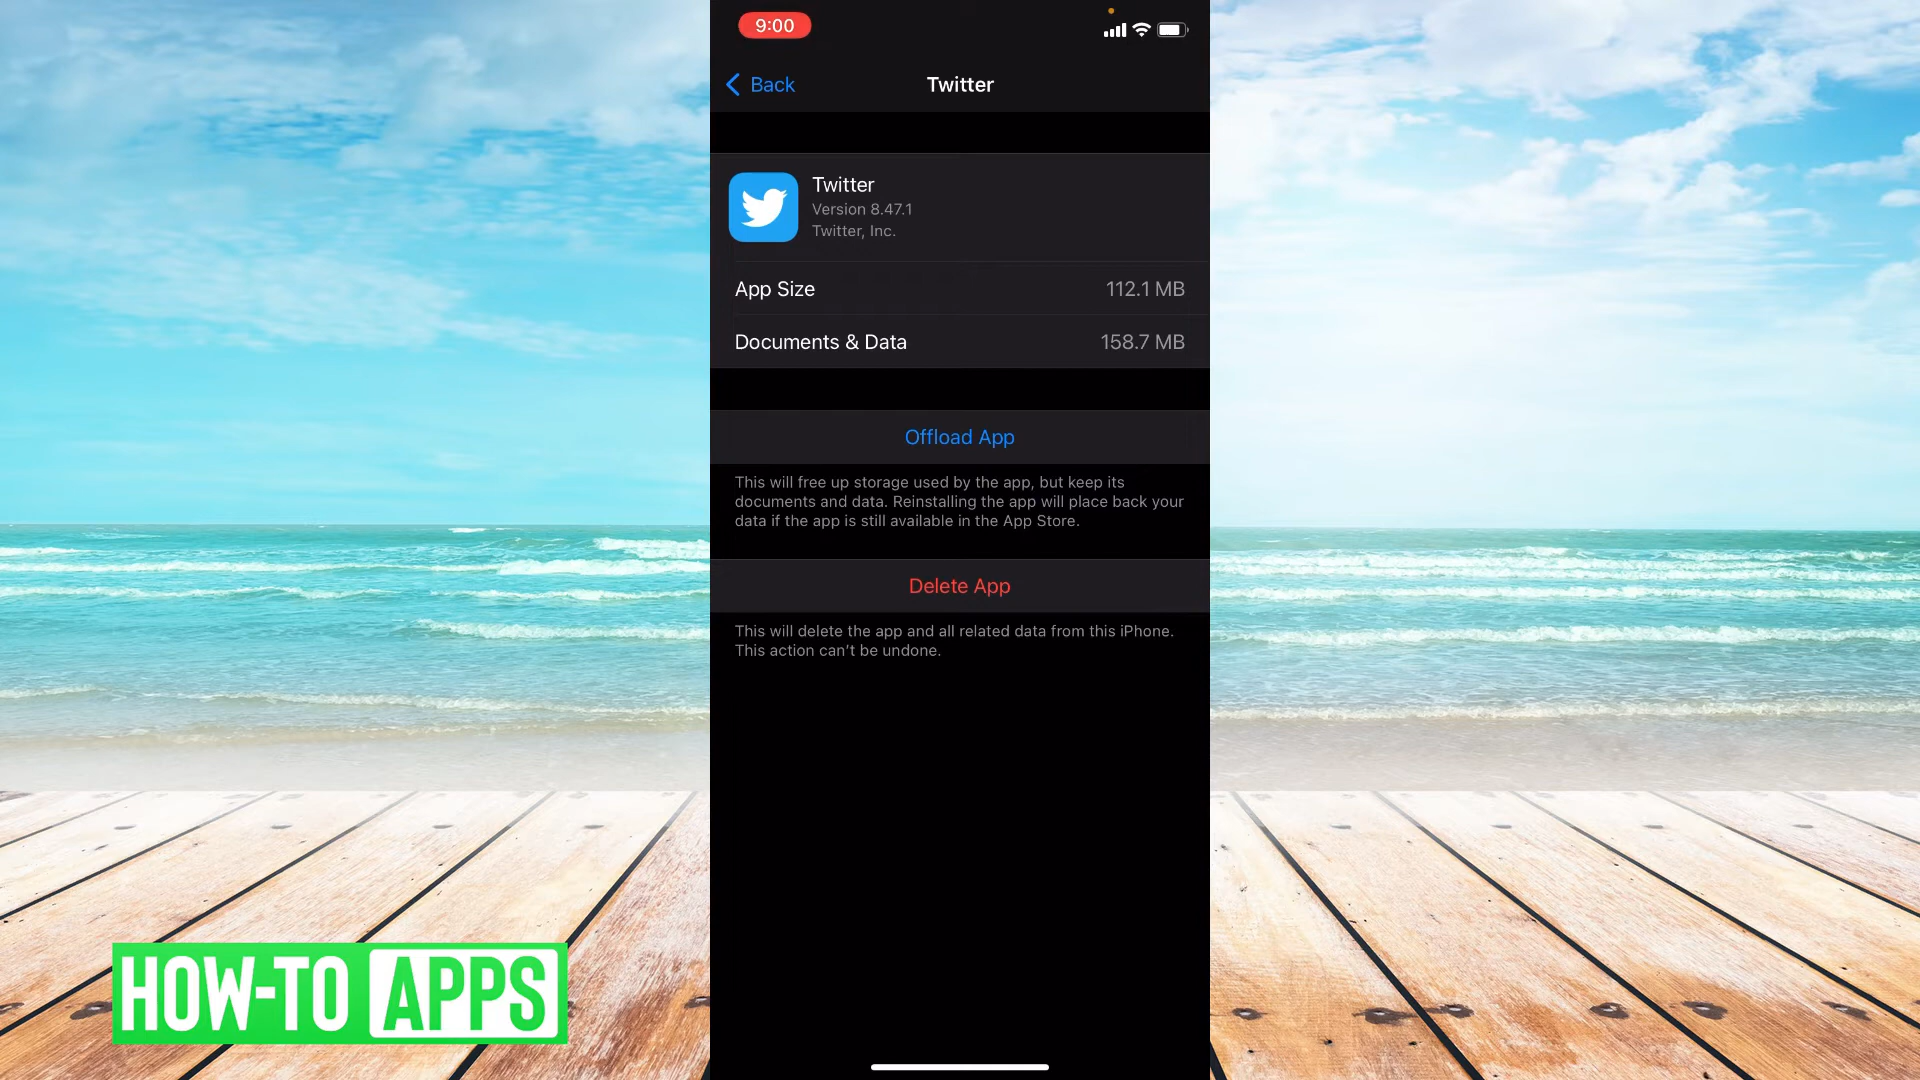 9:00
Back
Twitter
Twitter
Version 8.47.1
Twitter, Inc.
App Size 112.1 MB
Documents & Data 158.7 MB
Offload App
This will free up storage used by the app, but keep its
documents and data. Reinstalling the app will place back your
data if the app is still available in the App Store.
Delete App
This will delete the app and all related data from this iPhone.
This action can't be undone.
HOW-TO APPS